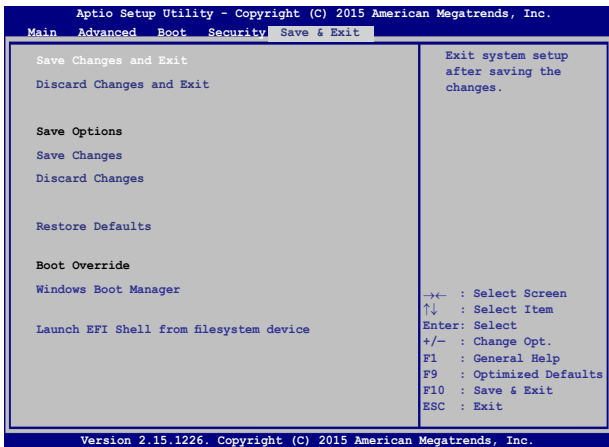 Aptio Setup Utility - Copyright (C) 2015 American Megatrends, Inc.
Main Advanced Boot Security Save & Exit
Save Changes and Exit
Discard Changes and Exit
Save Options
Save Changes
Discard Changes
Restore Defaults
Boot Override
Windows Boot Manager
Launch EFI Shell from filesystem device
Exit system setup
after saving the
changes.
→← : Select Screen
↑↓ : Select Item
Enter: Select
+/— : Change Opt.
F1 : General Help
F9 : Optimized Defaults
F10 : Save & Exit
ESC : Exit
Version 2.15.1226. Copyright (C) 2015 American Megatrends, Inc.